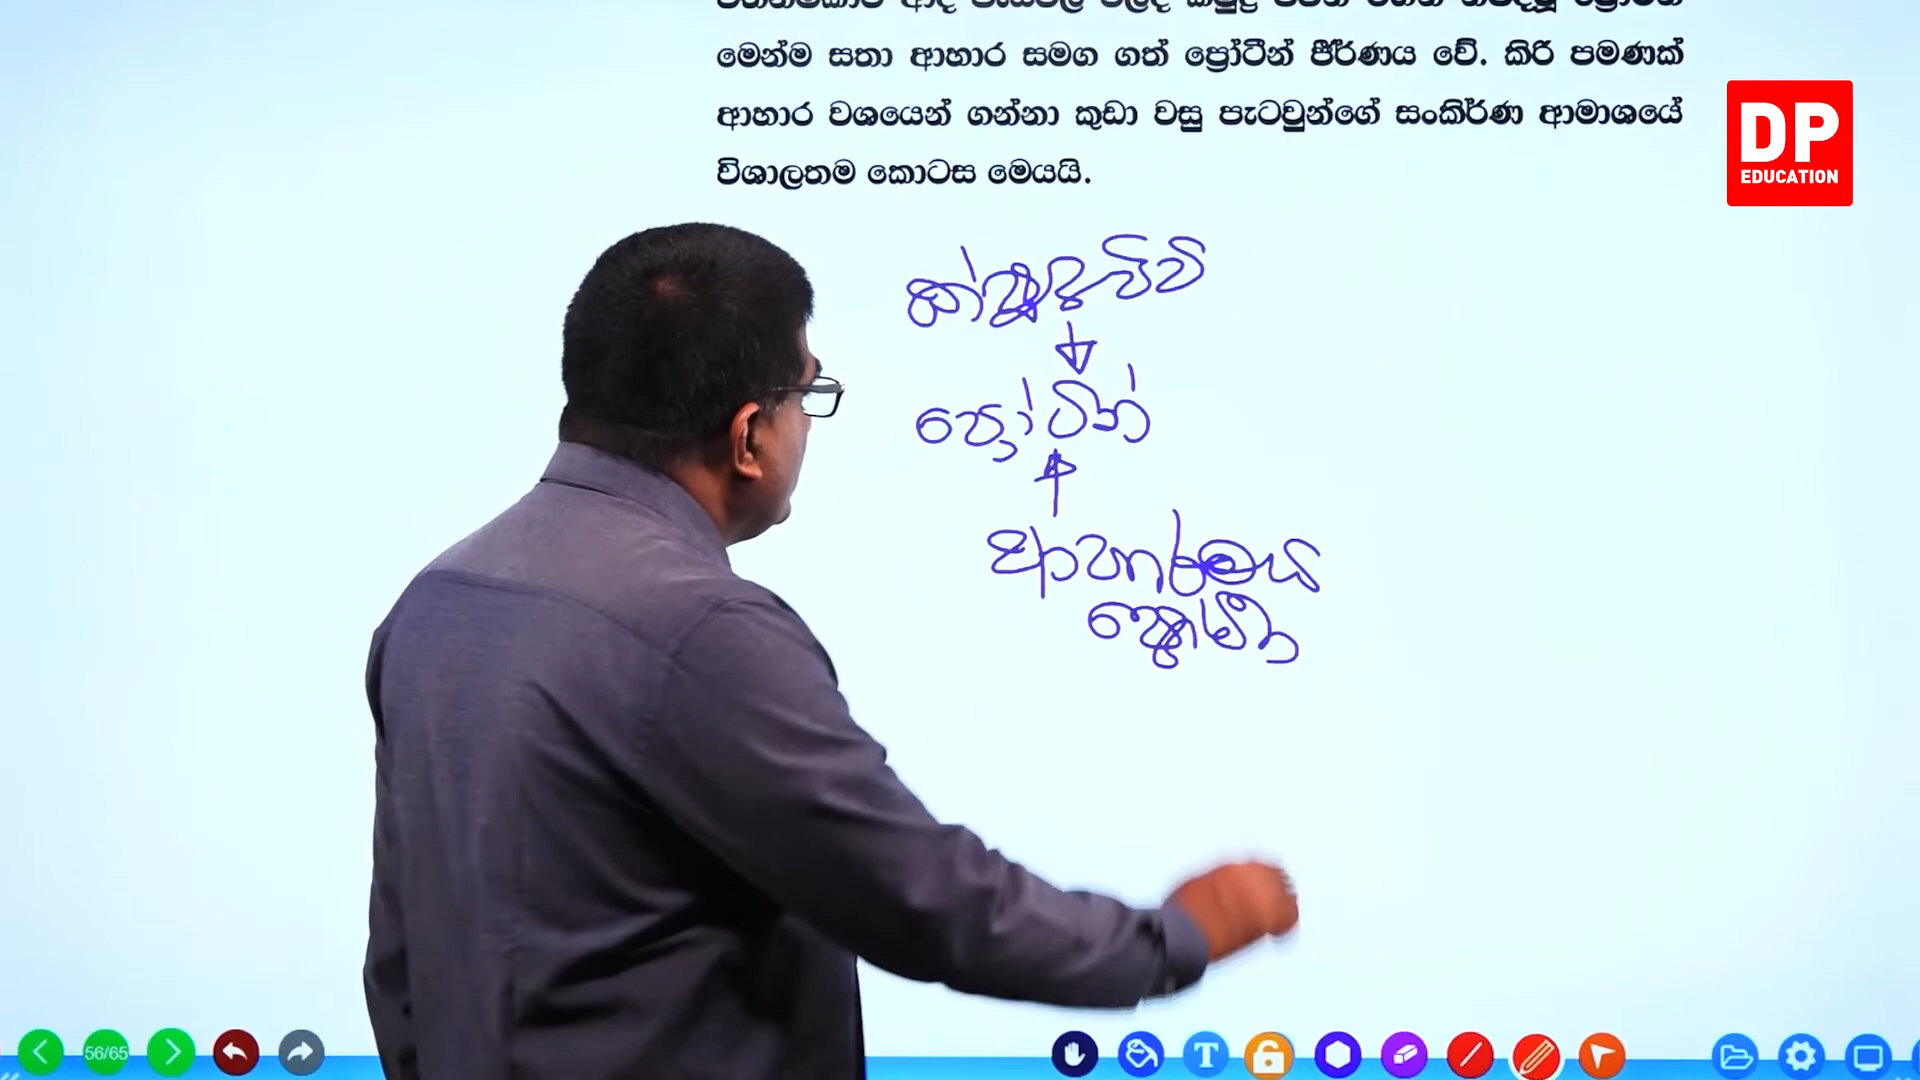 මෙන්ම සතා ආහාර සමග ගත් ප්‍රෝටීන් ජීර්ණය වේ. කිරි පමණක්
ආහාර වශයෙන් ගන්නා කුඩා වසු පැටවුන්ගේ සංකීර්ණ ආමාශයේ
විශාලතම කොටස මෙයයි.
DP
EDUCATION
ක්ෂුද්‍රජීවී
ප්‍රෝටීන්
ආහාරමය
ප්‍රෝටීන
56/65
T